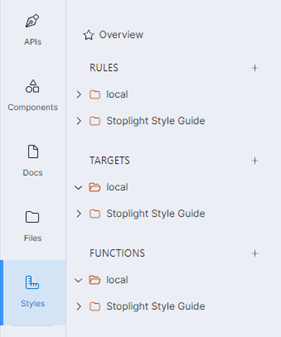 APIs
Components
Docs
Files
Styles
Overview
RULES
local
Stoplight Style Guide
TARGETS
local
Stoplight Style Guide
FUNCTIONS
local
Stoplight Style Guide